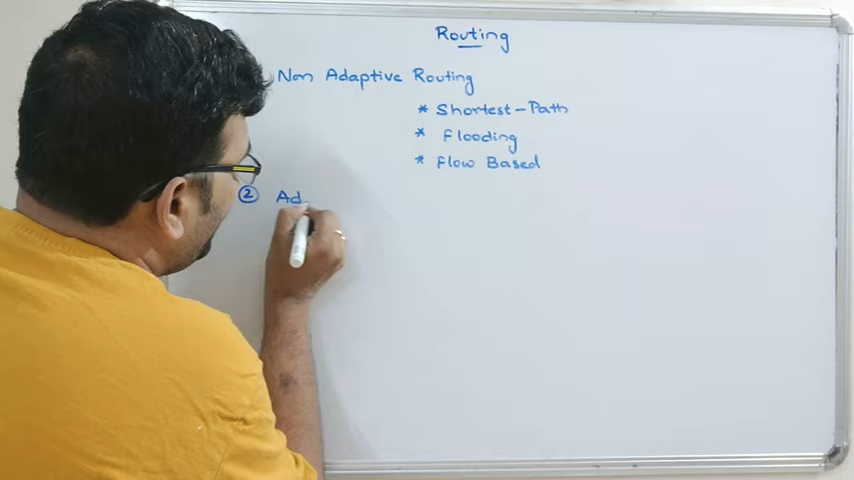 Routing
Non Adaptive Routing
* Shortest-Path
* Flooding
* Flow Based
② Ad